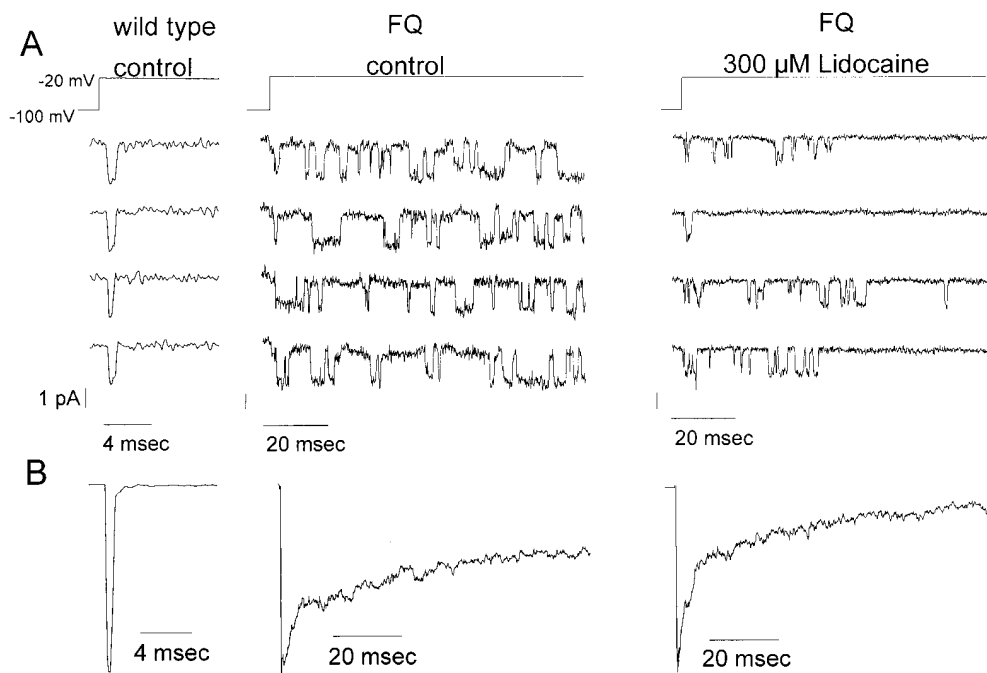 A
wild type
control
FQ
control
FQ
300 µM Lidocaine
-20 mV
-100 mV
1 pA
4 msec
20 msec
20 msec
B
4 msec
20 msec
20 msec